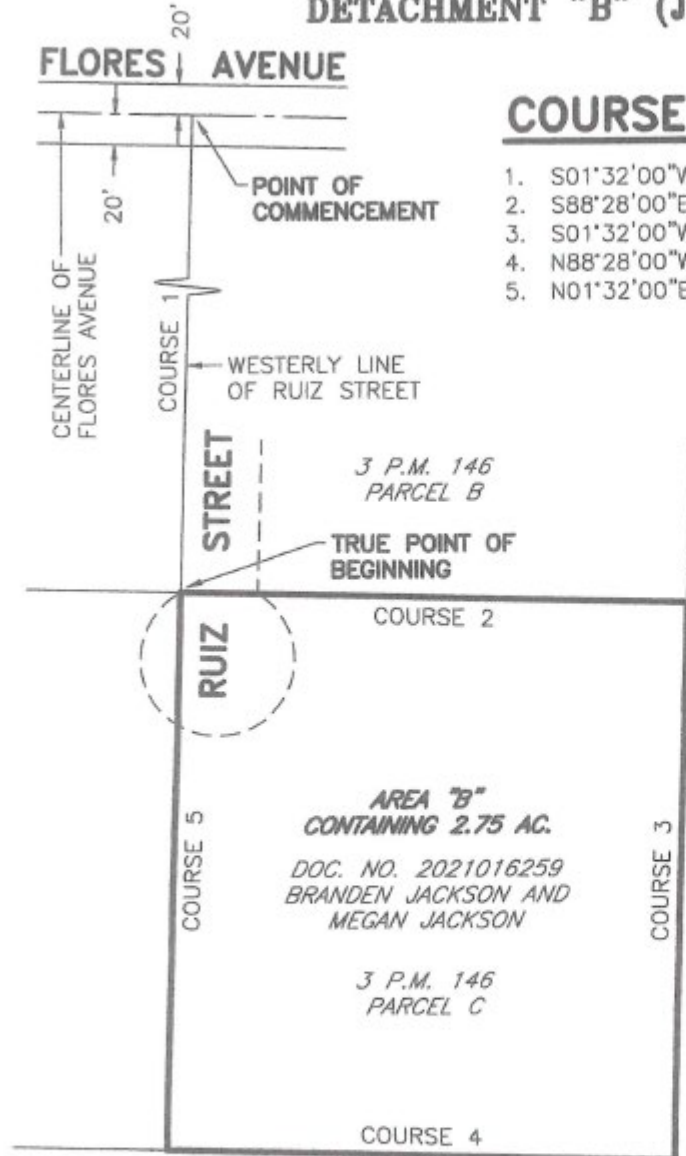 DETACHMENT "B" (J
20'
FLORES AVENUE
COURSE
POINT OF
COMMENCEMENT
20'
1. S01°32'00"W
2. S88°28'00"E
3. S01°32'00"W
4. N88°28'00"W
5. N01°32'00"E
CENTERLINE OF
FLORES AVENUE
COURSE 1
WESTERLY LINE
OF RUIZ STREET
STREET
3 P.M. 146
PARCEL B
TRUE POINT OF
BEGINNING
COURSE 2
RUIZ
AREA "B"
CONTAINING 2.75 AC.
COURSE 5
DOC. NO. 2021016259
BRANDEN JACKSON AND
MEGAN JACKSON
COURSE 3
3 P.M. 146
PARCEL C
COURSE 4